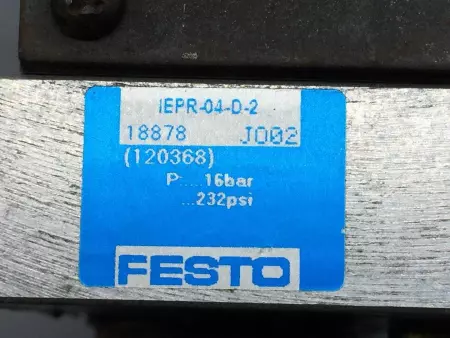 IEPR-04-D-2
18878 J002
(120368)
P:....16bar
...232psi
FESTO